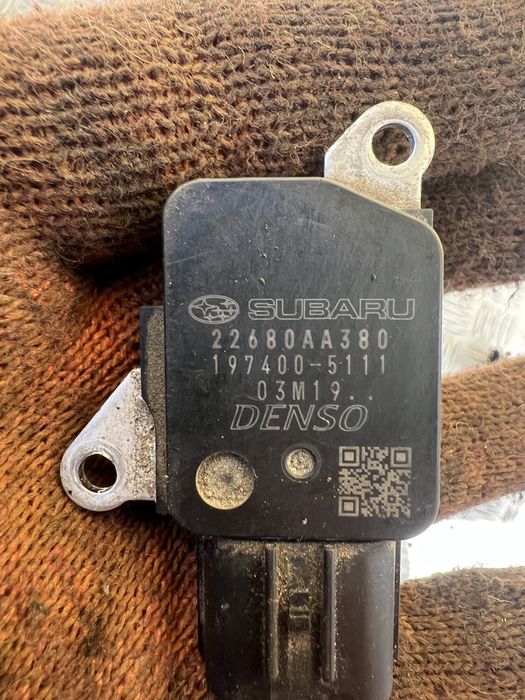 SUBARU
22680AA380
197400-5111
03M19..
DENSO